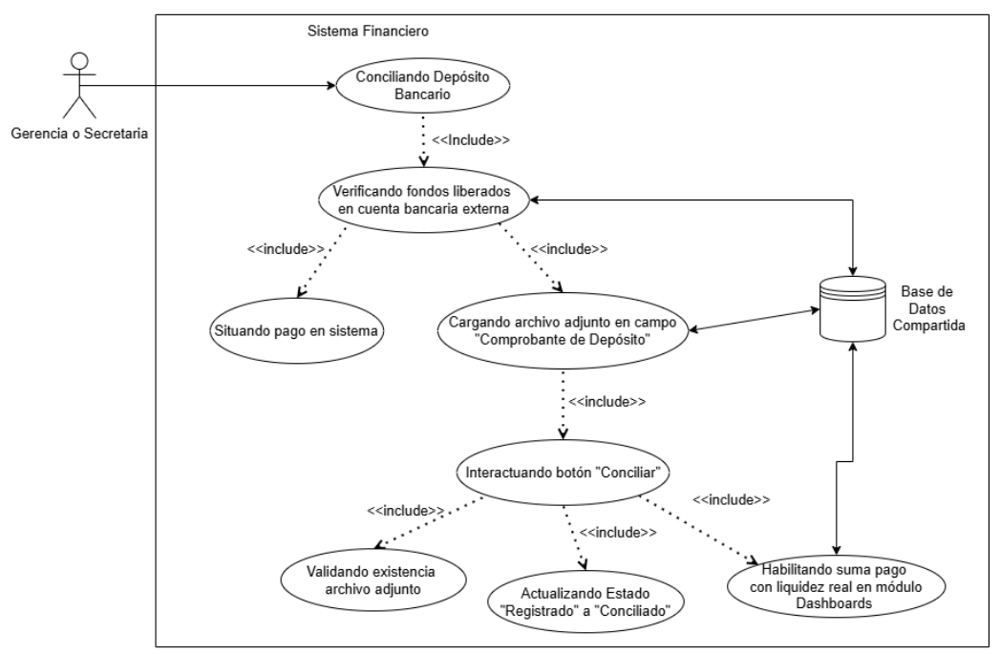 Sistema Financiero
Conciliando Depósito
Bancario
Gerencia o Secretaria
<<Include>>
Verificando fondos liberados
en cuenta bancaria externa
<<include>>
<<include>>
Base de
Datos
Compartida
Situando pago en sistema
Cargando archivo adjunto en campo
"Comprobante de Depósito"
<<include>>
Interactuando botón "Conciliar"
<<include>>
<<include>>
<<include>>
Validando existencia
archivo adjunto
Actualizando Estado
"Registrado" a "Conciliado"
Habilitando suma pago
con liquidez real en módulo
Dashboards